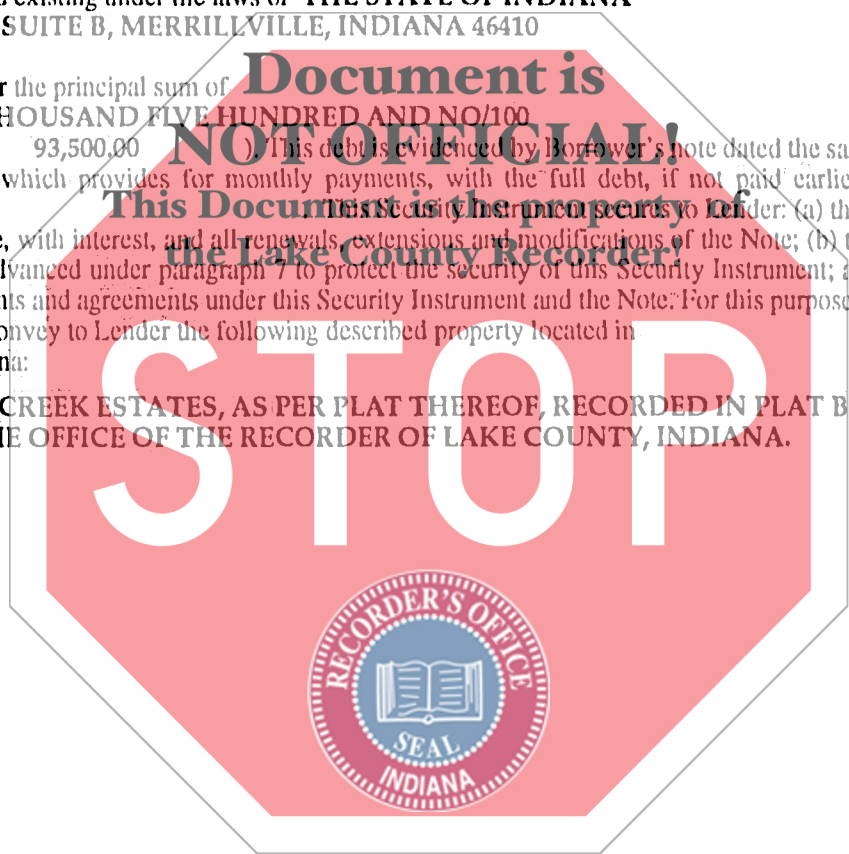 existing under the laws of THE STATE OF INDIANA
SUITE B, MERRILLVILLE, INDIANA 46410
the principal sum of
Document is
HOUSAND FIVE HUNDRED AND NO/100
NOT OFFICIAL!
93,500.00 ). This debt is evidenced by Borrower's note dated the sa
which provides for monthly payments, with the full debt, if not paid earlie
This Document is the property of
. This Security Instrument secures to Lender: (a) th
, with interest, and all renewals, extensions and modifications of the Note; (b) t
the Lake County Recorder!
dvanced under paragraph 7 to protect the security of this Security Instrument; a
nts and agreements under this Security Instrument and the Note. For this purpose
onvey to Lender the following described property located in
na:
CREEK ESTATES, AS PER PLAT THEREOF, RECORDED IN PLAT B
E OFFICE OF THE RECORDER OF LAKE COUNTY, INDIANA.
STOP
RECORDER'S OFFICE
SEAL
INDIANA